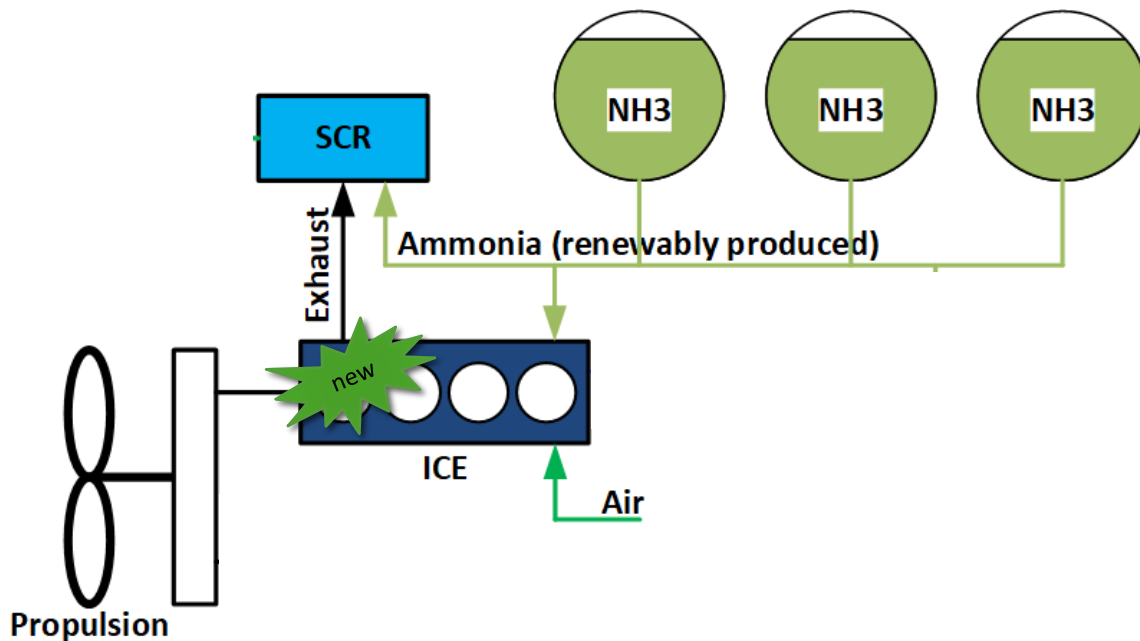 NH3
NH3
NH3
SCR
Exhaust
Ammonia (renewably produced)
new
ICE
Air
Propulsion